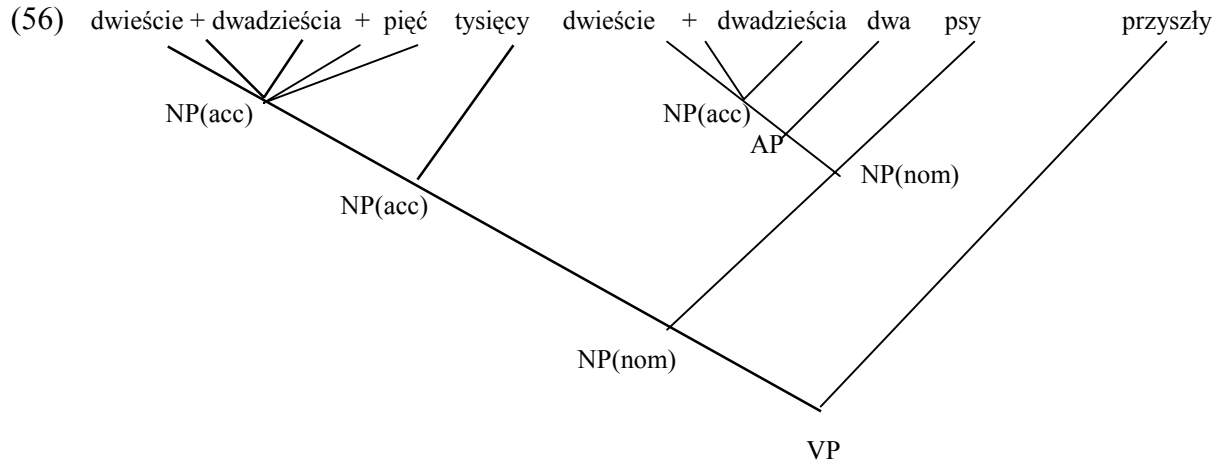 (56) dwieście + dwadzieścia + pięć tysięcy dwieście + dwadzieścia dwa psy przyszły
NP(acc) NP(acc)
AP
NP(nom)
NP(acc)
NP(nom)
VP